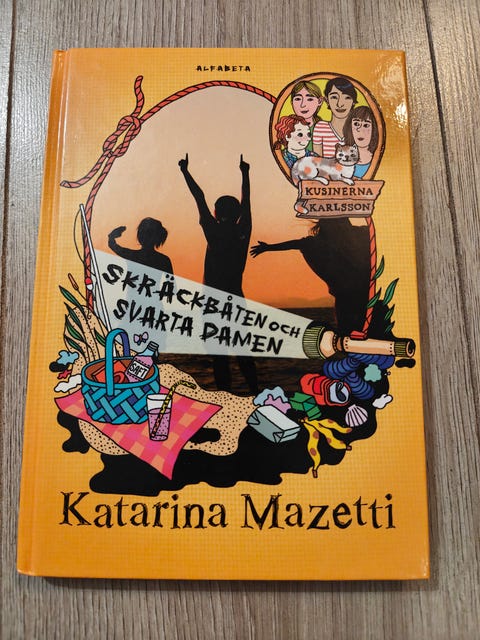 ALFABETA
KUSINERNA
KARLSSON
SKRÄCKBÅTEN OCH
SVARTA DAMEN
SAFT
Katarina Mazetti